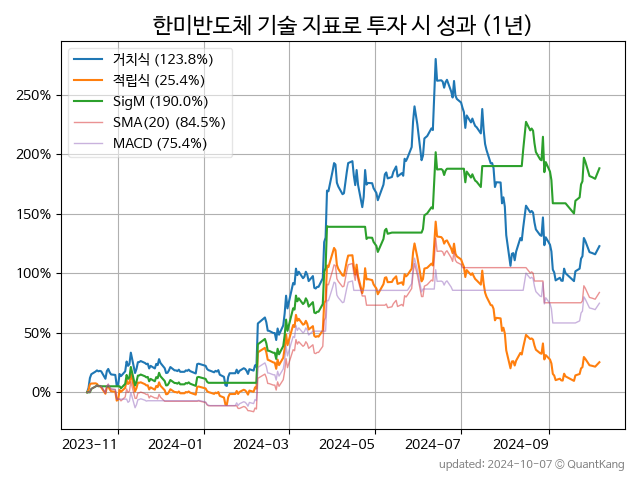 한미반도체 기술 지표로 투자 시 성과 (1년)
거치식 (123.8%)
적립식 (25.4%)
SigM (190.0%)
SMA(20) (84.5%)
MACD (75.4%)
250%
200%
150%
100%
50%
0%
2023-11 2024-01 2024-03 2024-05 2024-07 2024-09
updated: 2024-10-07 © QuantKang